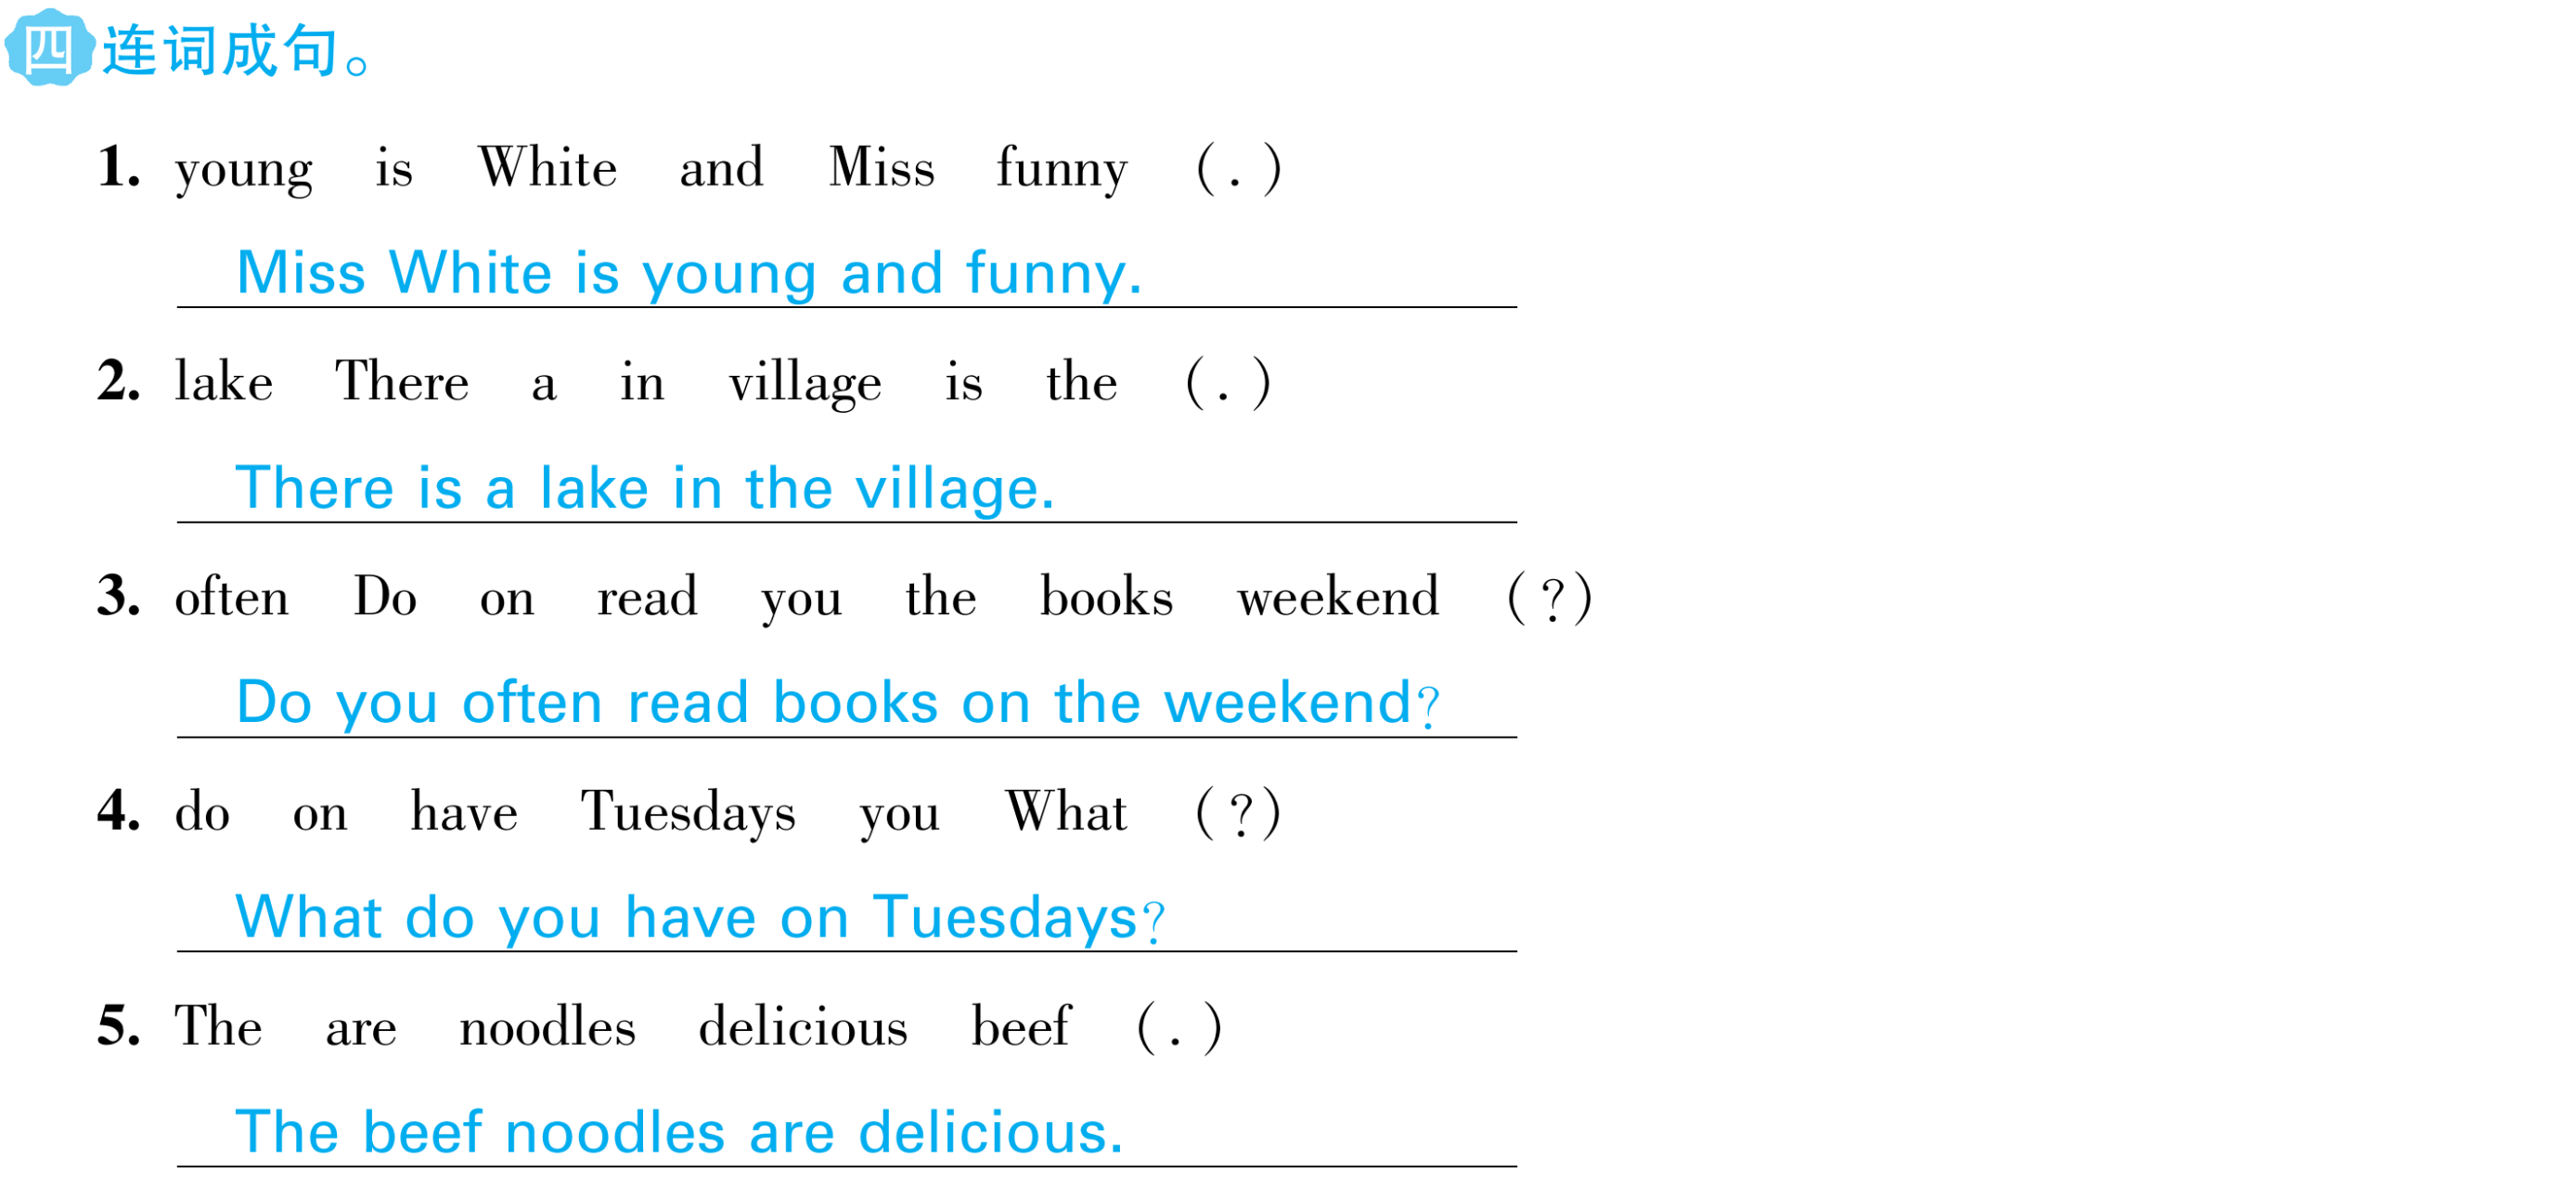 四 连词成句。
1. young is White and Miss funny (.)
Miss White is young and funny.
2. lake There a in village is the (.)
There is a lake in the village.
3. often Do on read you the books weekend (?)
Do you often read books on the weekend?
4. do on have Tuesdays you What (?)
What do you have on Tuesdays?
5. The are noodles delicious beef (.)
The beef noodles are delicious.